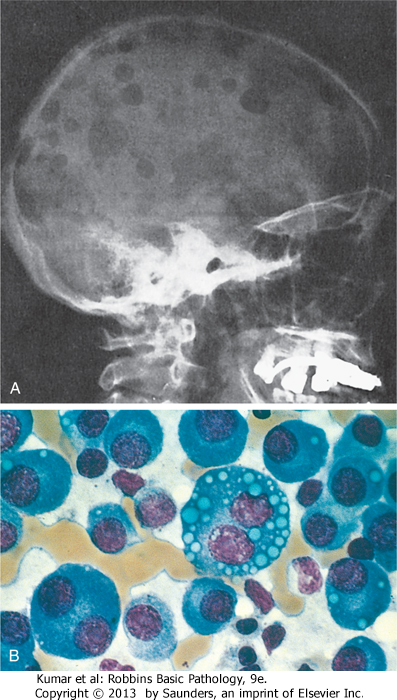 A
B
Kumar et al: Robbins Basic Pathology, 9e.
Copyright © 2013 by Saunders, an imprint of Elsevier Inc.